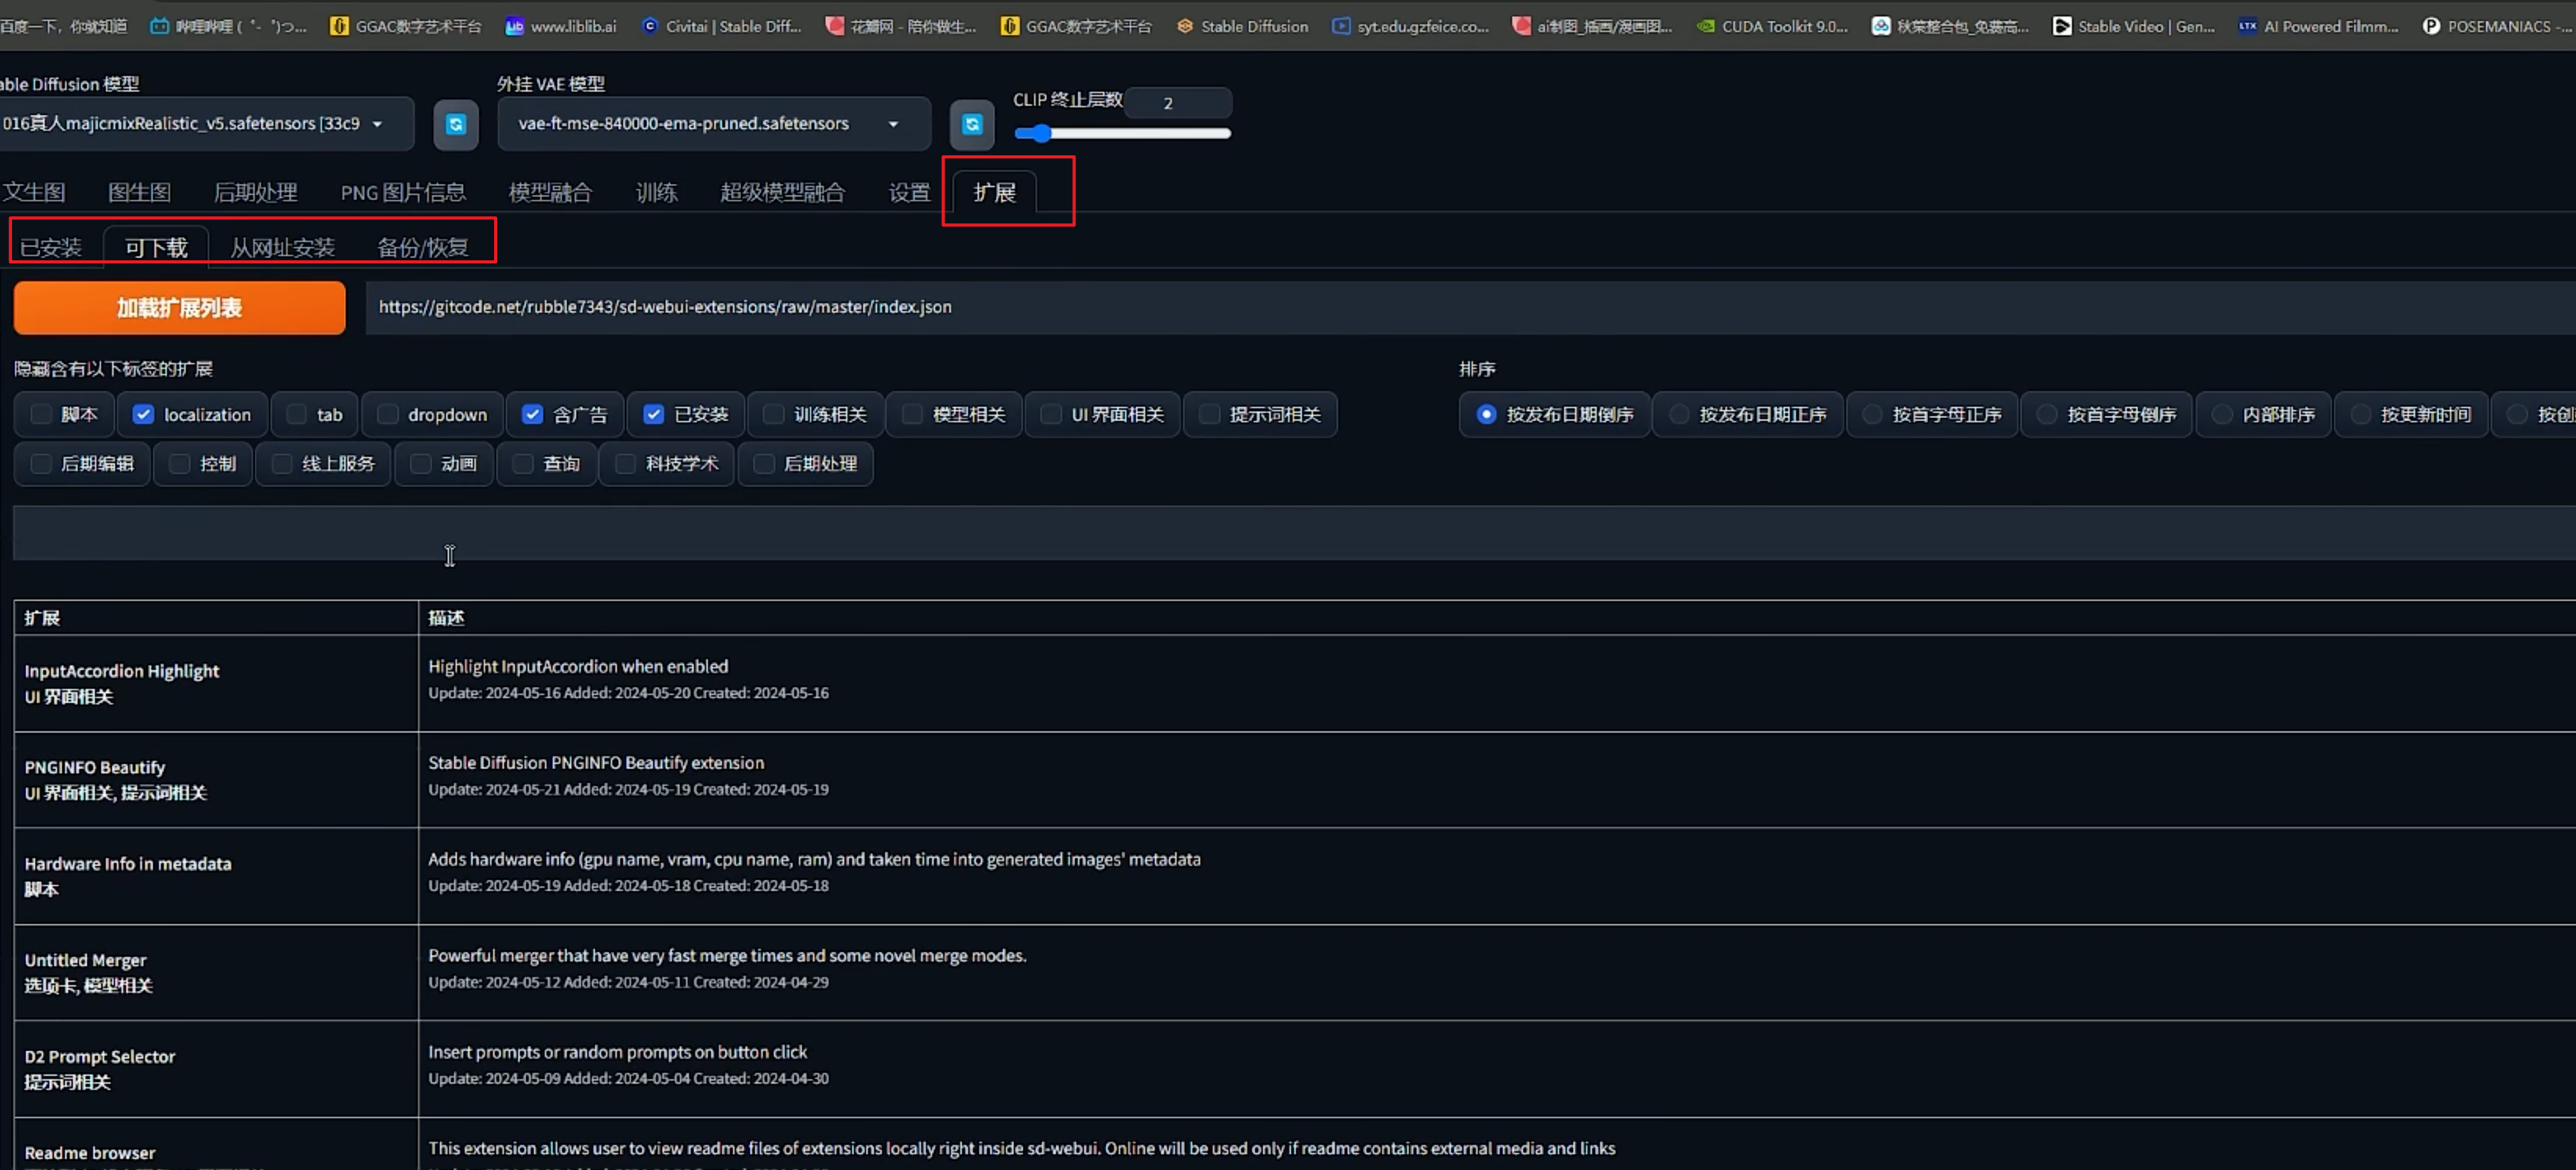 百度一下，你就知道 哔哩哔哩 ( ゜- ゜)つ... GGAC数字艺术平台 www.liblib.ai Civitai | Stable Diff... 花瓣网 - 陪你做生... GGAC数字艺术平台 Stable Diffusion syt.edu.gzfeice.co... ai制图_插画/漫画图... CUDA Toolkit 9.0... 秋葉整合包_免费高... Stable Video | Gen... LTX AI Powered Filmm... POSEMANIACS -...
able Diffusion 模型 外挂 VAE 模型 CLIP 终止层数 2
016真人majicmixRealistic_v5.safetensors [33c9 vae-ft-mse-840000-ema-pruned.safetensors
文生图 图生图 后期处理 PNG 图片信息 模型融合 训练 超级模型融合 设置 扩展
已安装 可下载 从网址安装 备份/恢复
加载扩展列表 https://gitcode.net/rubble7343/sd-webui-extensions/raw/master/index.json
隐藏含有以下标签的扩展 排序
脚本 localization tab dropdown 含广告 已安装 训练相关 模型相关 UI 界面相关 提示词相关 按发布日期倒序 按发布日期正序 按首字母正序 按首字母倒序 内部排序 按更新时间 按创
后期编辑 控制 线上服务 动画 查询 科技学术 后期处理
扩展 描述
InputAccordion Highlight
UI 界面相关
Highlight InputAccordion when enabled
Update: 2024-05-16 Added: 2024-05-20 Created: 2024-05-16
PNGINFO Beautify
UI 界面相关, 提示词相关
Stable Diffusion PNGINFO Beautify extension
Update: 2024-05-21 Added: 2024-05-19 Created: 2024-05-19
Hardware Info in metadata
脚本
Adds hardware info (gpu name, vram, cpu name, ram) and taken time into generated images' metadata
Update: 2024-05-19 Added: 2024-05-18 Created: 2024-05-18
Untitled Merger
选项卡, 模型相关
Powerful merger that have very fast merge times and some novel merge modes.
Update: 2024-05-12 Added: 2024-05-11 Created: 2024-04-29
D2 Prompt Selector
提示词相关
Insert prompts or random prompts on button click
Update: 2024-05-09 Added: 2024-05-04 Created: 2024-04-30
Readme browser
This extension allows user to view readme files of extensions locally right inside sd-webui. Online will be used only if readme contains external media and links